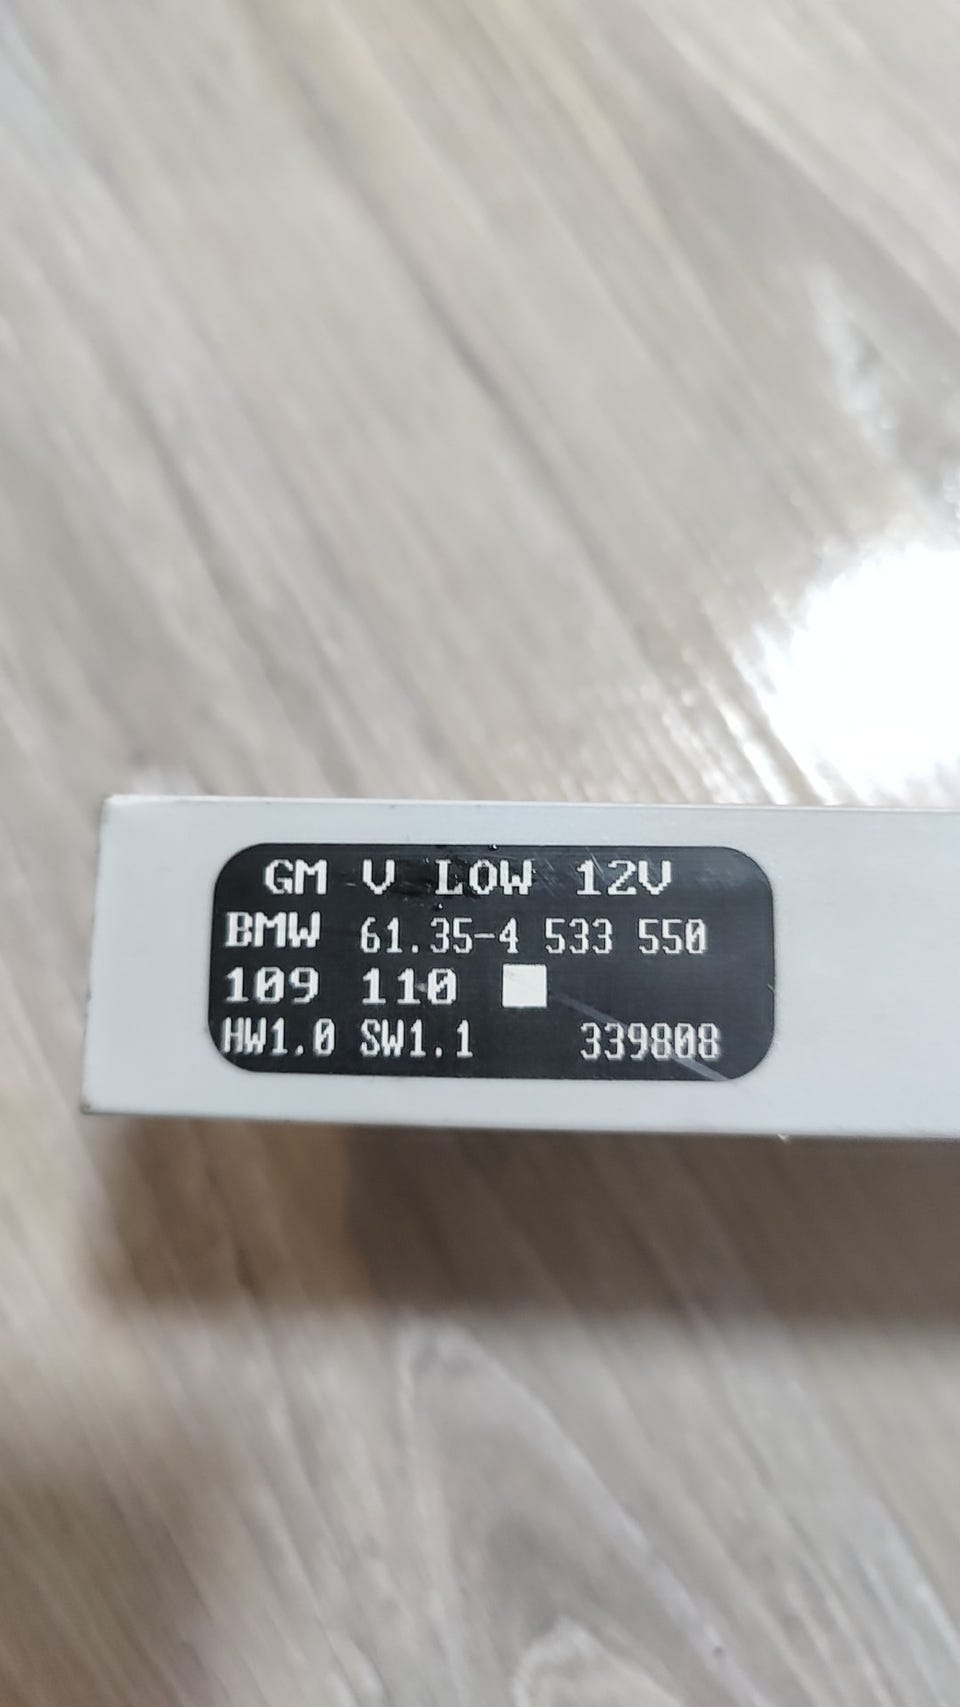 GM V LOW 12V
BMW 61.35-4 533 550
109 110
HW1.0 SW1.1 339808